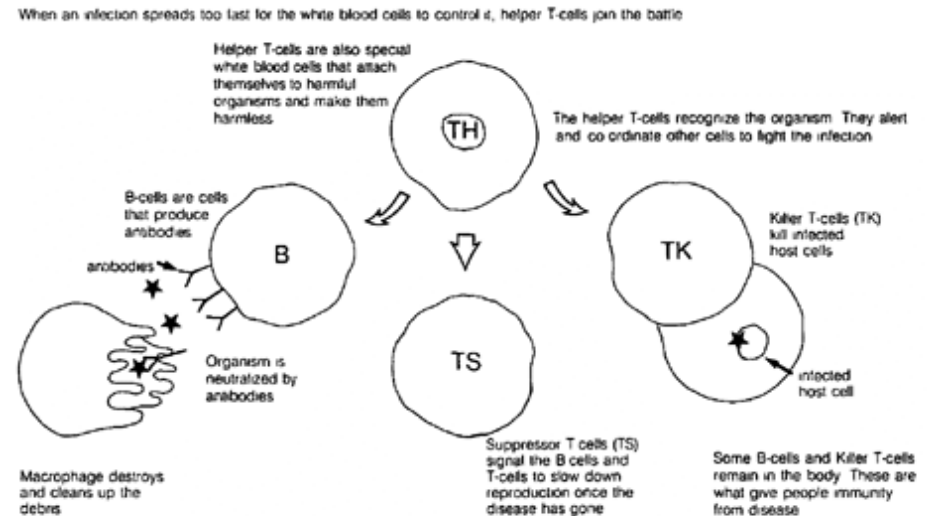 When an infection spreads too fast for the white blood cells to control it, helper T-cells join the battle
Helper T-cells are also special
white blood cells that attach
themselves to harmful
organisms and make them
harmless
TH
The helper T-cells recognize the organism They alert
and co ordinate other cells to fight the infection
B-cells are cells
that produce
antibodies
B
antibodies
Killer T-cells (TK)
kill infected
host cells
TK
TS
Organism is
neutralized by
antibodies
infected
host cell
Macrophage destroys
and cleans up the
debris
Suppressor T cells (TS)
signal the B cells and
T-cells to slow down
reproduction once the
disease has gone
Some B-cells and Killer T-cells
remain in the body These are
what give people immunity
from disease